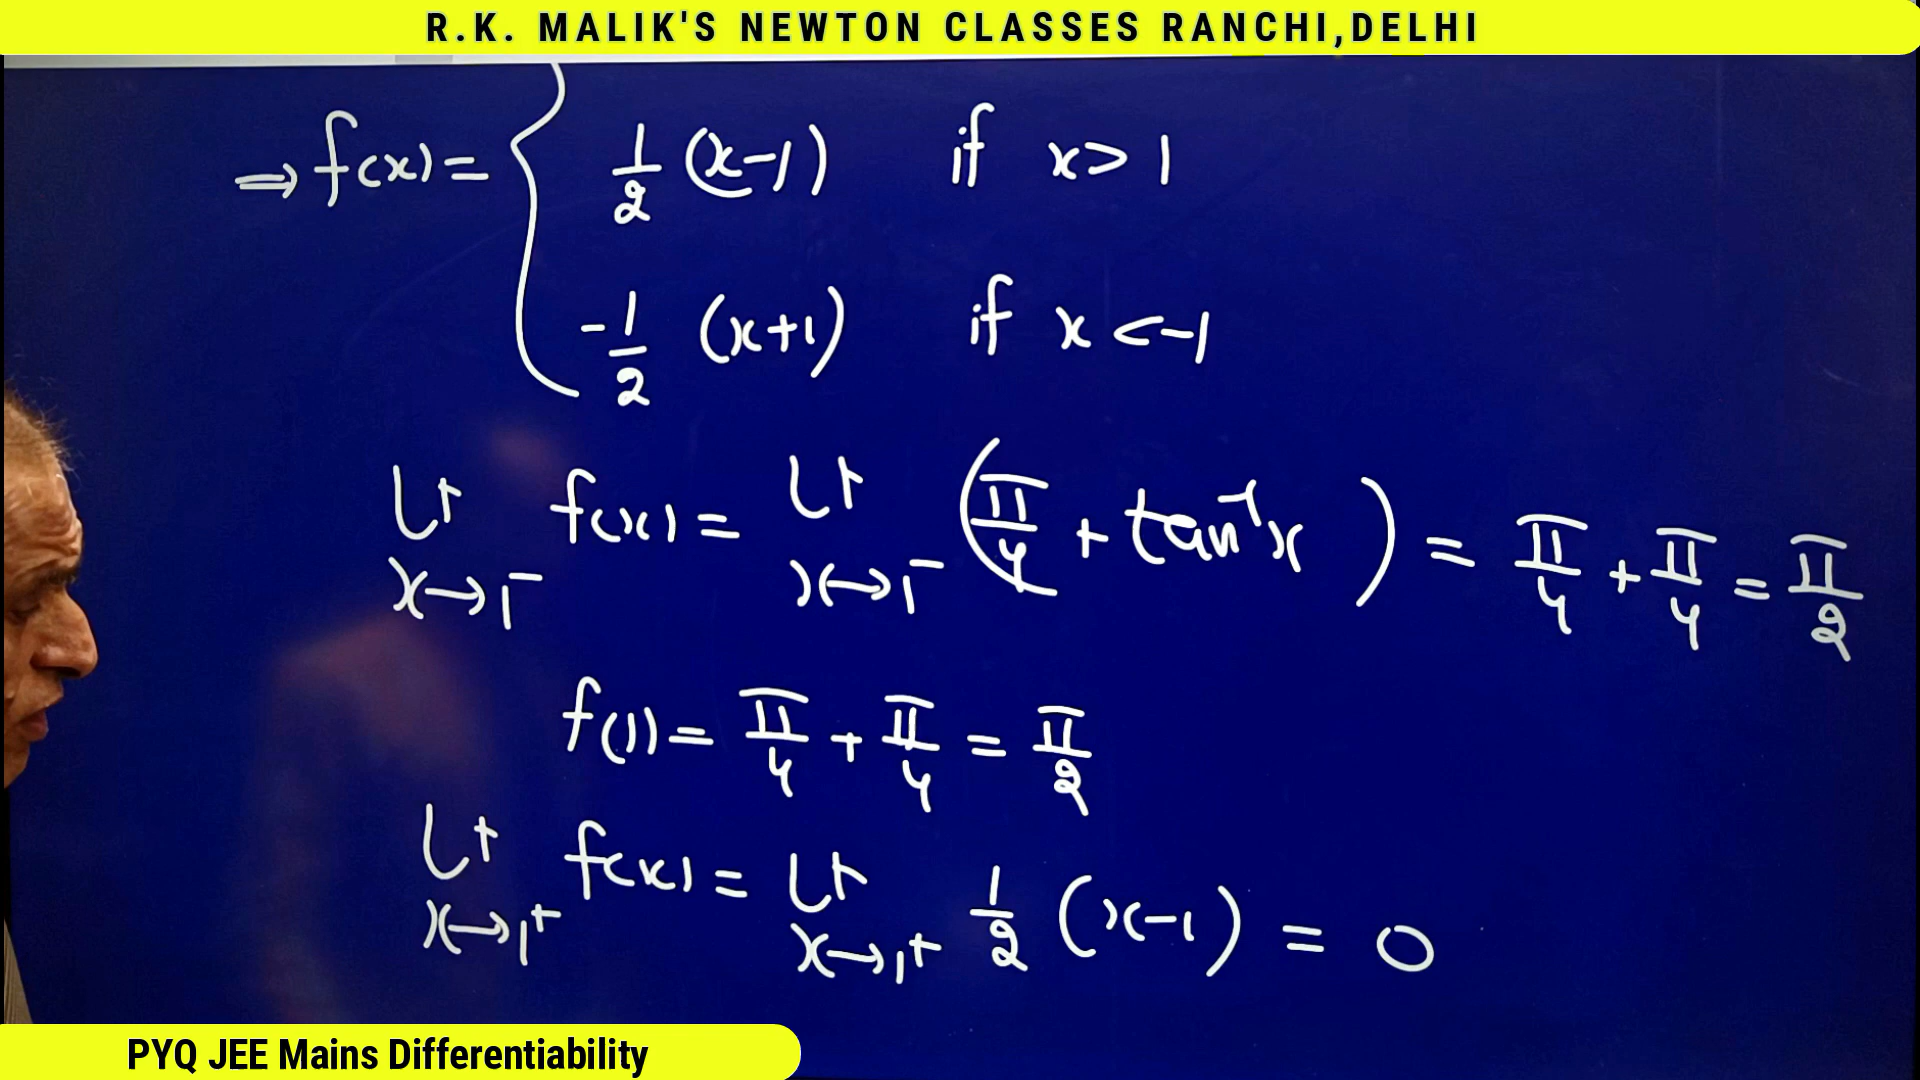 R.K. MALIK'S NEWTON CLASSES RANCHI,DELHI
⇒ f(x) = { 1/2 (x-1) if x > 1
-1/2 (x+1) if x < -1
Lt x→1⁻ f(x) = Lt x→1⁻ (π/4 + tan⁻¹x) = π/4 + π/4 = π/2
f(1) = π/4 + π/4 = π/2
Lt x→1⁺ f(x) = Lt x→1⁺ 1/2 (x-1) = 0
PYQ JEE Mains Differentiability